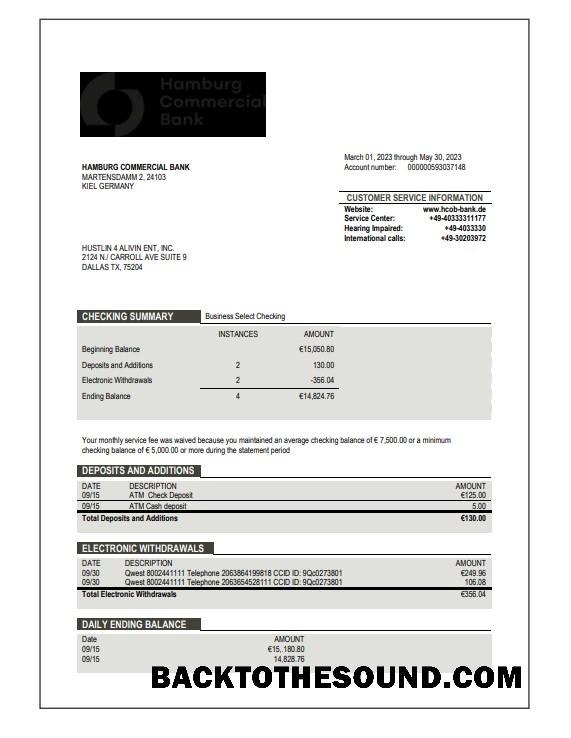 Hamburg
Commercial
Bank
HAMBURG COMMERCIAL BANK
MARTENSDAMM 2, 24103
KIEL GERMANY
March 01, 2023 through May 30, 2023
Account number: 000000593037148
CUSTOMER SERVICE INFORMATION
Website: www.hcob-bank.de
Service Center: +49-40333311177
Hearing Impaired: +49-4033330
International calls: +49-30203972
HUSTLIN 4 ALIVIN ENT, INC.
2124 N./ CARROLL AVE SUITE 9
DALLAS TX, 75204
CHECKING SUMMARY Business Select Checking
INSTANCES AMOUNT
Beginning Balance €15,050.80
Deposits and Additions 2 130.00
Electronic Withdrawals 2 -356.04
Ending Balance 4 €14,824.76
Your monthly service fee was waived because you maintained an average checking balance of € 7,500.00 or a minimum
checking balance of € 5,000.00 or more during the statement period
DEPOSITS AND ADDITIONS
DATE DESCRIPTION AMOUNT
09/15 ATM Check Deposit €125.00
09/15 ATM Cash deposit 5.00
Total Deposits and Additions €130.00
ELECTRONIC WITHDRAWALS
DATE DESCRIPTION AMOUNT
09/30 Qwest 8002441111 Telephone 2063864199818 CCID ID: 9Qc0273801 €249.96
09/30 Qwest 8002441111 Telephone 2063654528111 CCID ID: 9Qc0273801 106.08
Total Electronic Withdrawals €356.04
DAILY ENDING BALANCE
Date AMOUNT
09/15 €15,.180.80
09/15 14,828.76
BACKTOTHESOUND.COM